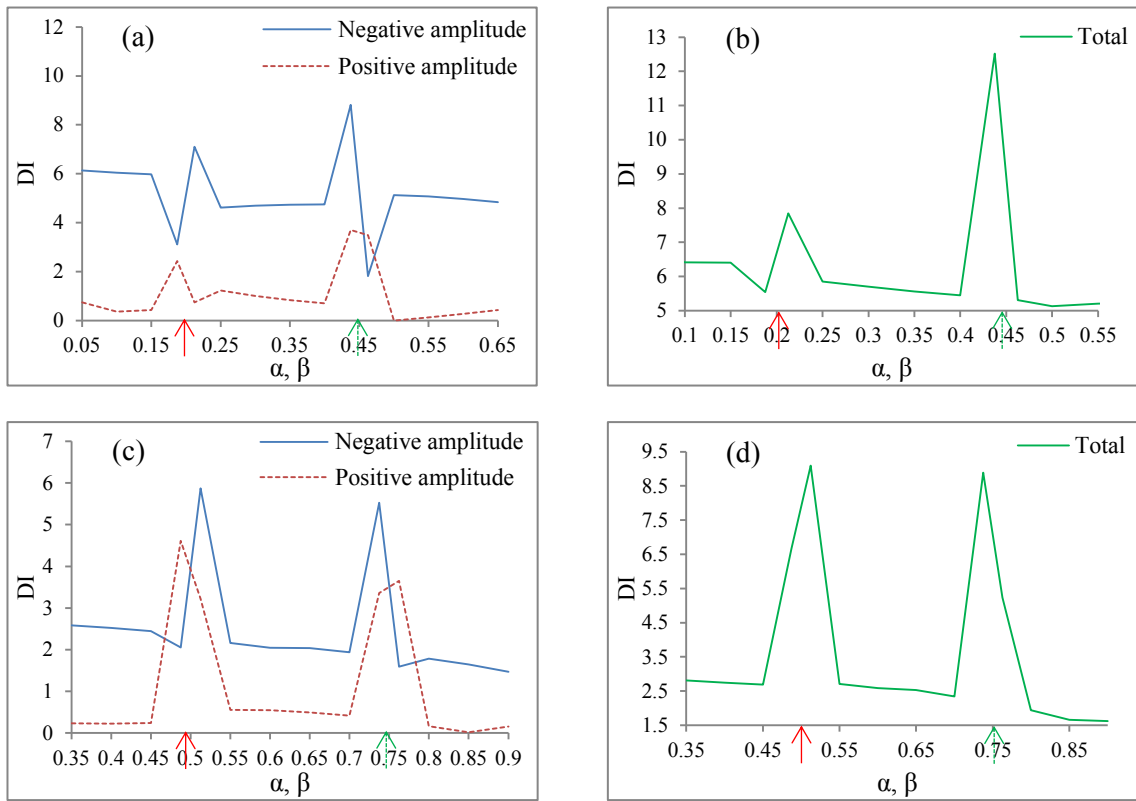 (a)
Negative amplitude
Positive amplitude
12
10
8
6
4
2
0
DI
0.05 0.15 0.25 0.35 0.45 0.55 0.65
α, β
(b)
Total
13
12
11
10
9
8
7
6
5
DI
0.1 0.15 0.2 0.25 0.3 0.35 0.4 0.45 0.5 0.55
α, β
(c)
Negative amplitude
Positive amplitude
7
6
5
4
3
2
1
0
DI
0.35 0.4 0.45 0.5 0.55 0.6 0.65 0.7 0.75 0.8 0.85 0.9
α, β
(d)
Total
9.5
8.5
7.5
6.5
5.5
4.5
3.5
2.5
1.5
DI
0.35 0.45 0.55 0.65 0.75 0.85
α, β